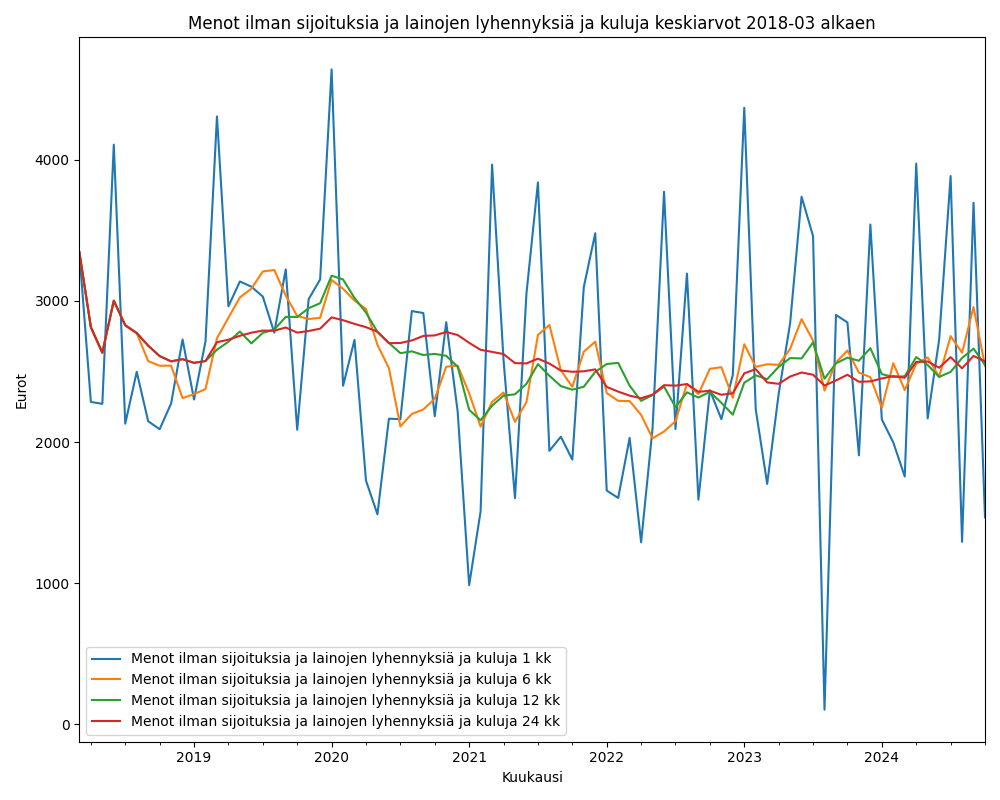 Menot ilman sijoituksia ja lainojen lyhennyksiä ja kuluja keskiarvot 2018-03 alkaen
Eurot
4000
3000
2000
1000
0
Menot ilman sijoituksia ja lainojen lyhennyksiä ja kuluja 1 kk
Menot ilman sijoituksia ja lainojen lyhennyksiä ja kuluja 6 kk
Menot ilman sijoituksia ja lainojen lyhennyksiä ja kuluja 12 kk
Menot ilman sijoituksia ja lainojen lyhennyksiä ja kuluja 24 kk
2019 2020 2021 2022 2023 2024
Kuukausi